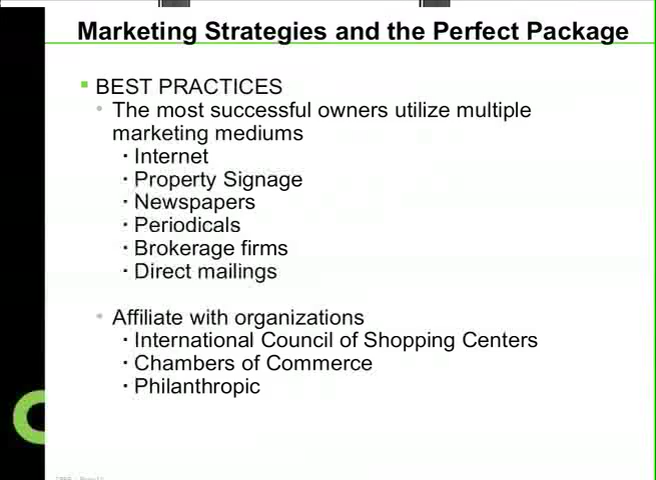 Marketing Strategies and the Perfect Package
BEST PRACTICES
The most successful owners utilize multiple
marketing mediums
Internet
Property Signage
Newspapers
Periodicals
Brokerage firms
Direct mailings
Affiliate with organizations
International Council of Shopping Centers
Chambers of Commerce
Philanthropic